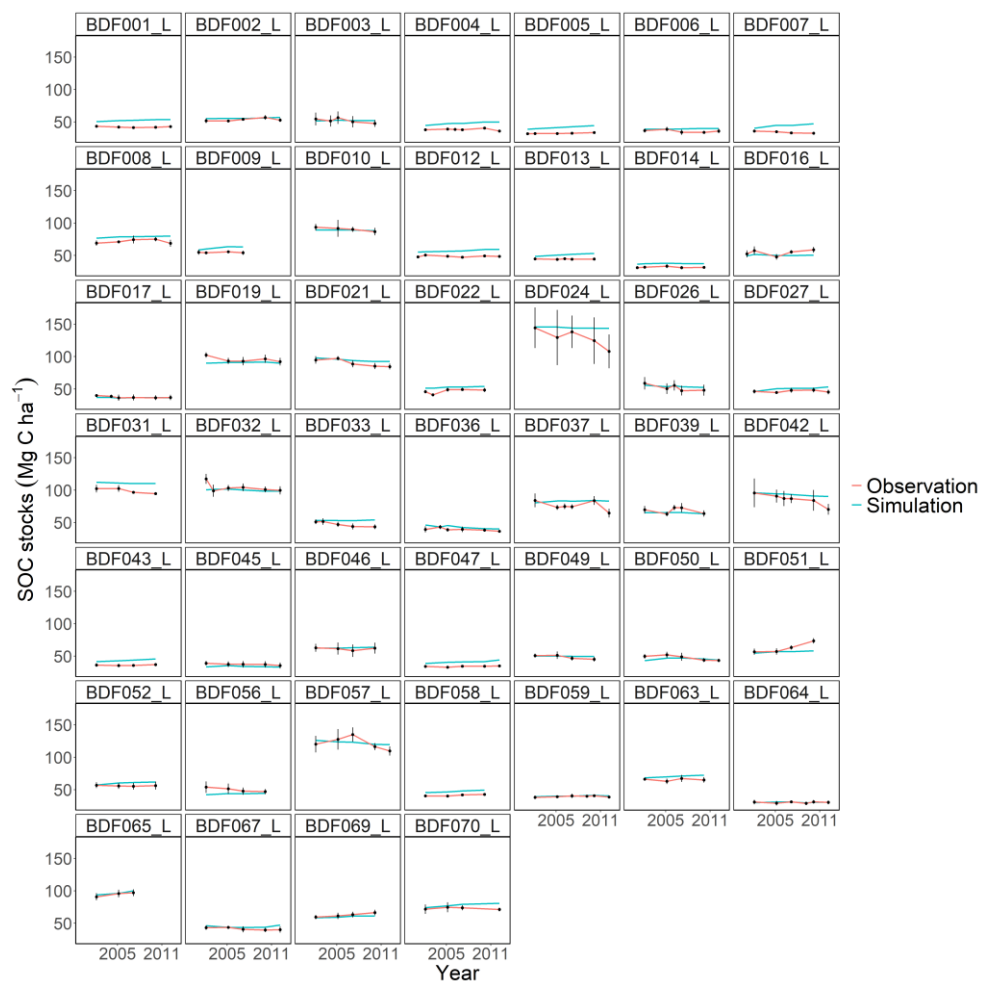 BDF001_L BDF002_L BDF003_L BDF004_L BDF005_L BDF006_L BDF007_L
150
100
50
BDF008_L BDF009_L BDF010_L BDF012_L BDF013_L BDF014_L BDF016_L
150
100
50
BDF017_L BDF019_L BDF021_L BDF022_L BDF024_L BDF026_L BDF027_L
150
100
50
BDF031_L BDF032_L BDF033_L BDF036_L BDF037_L BDF039_L BDF042_L
150
100
50
BDF043_L BDF045_L BDF046_L BDF047_L BDF049_L BDF050_L BDF051_L
150
100
50
BDF052_L BDF056_L BDF057_L BDF058_L BDF059_L BDF063_L BDF064_L
150
100
50
2005 2011 2005 2011 2005 2011
BDF065_L BDF067_L BDF069_L BDF070_L
150
100
50
2005 2011 2005 2011 2005 2011 2005 2011
Year
SOC stocks (Mg C ha⁻¹)
Observation
Simulation